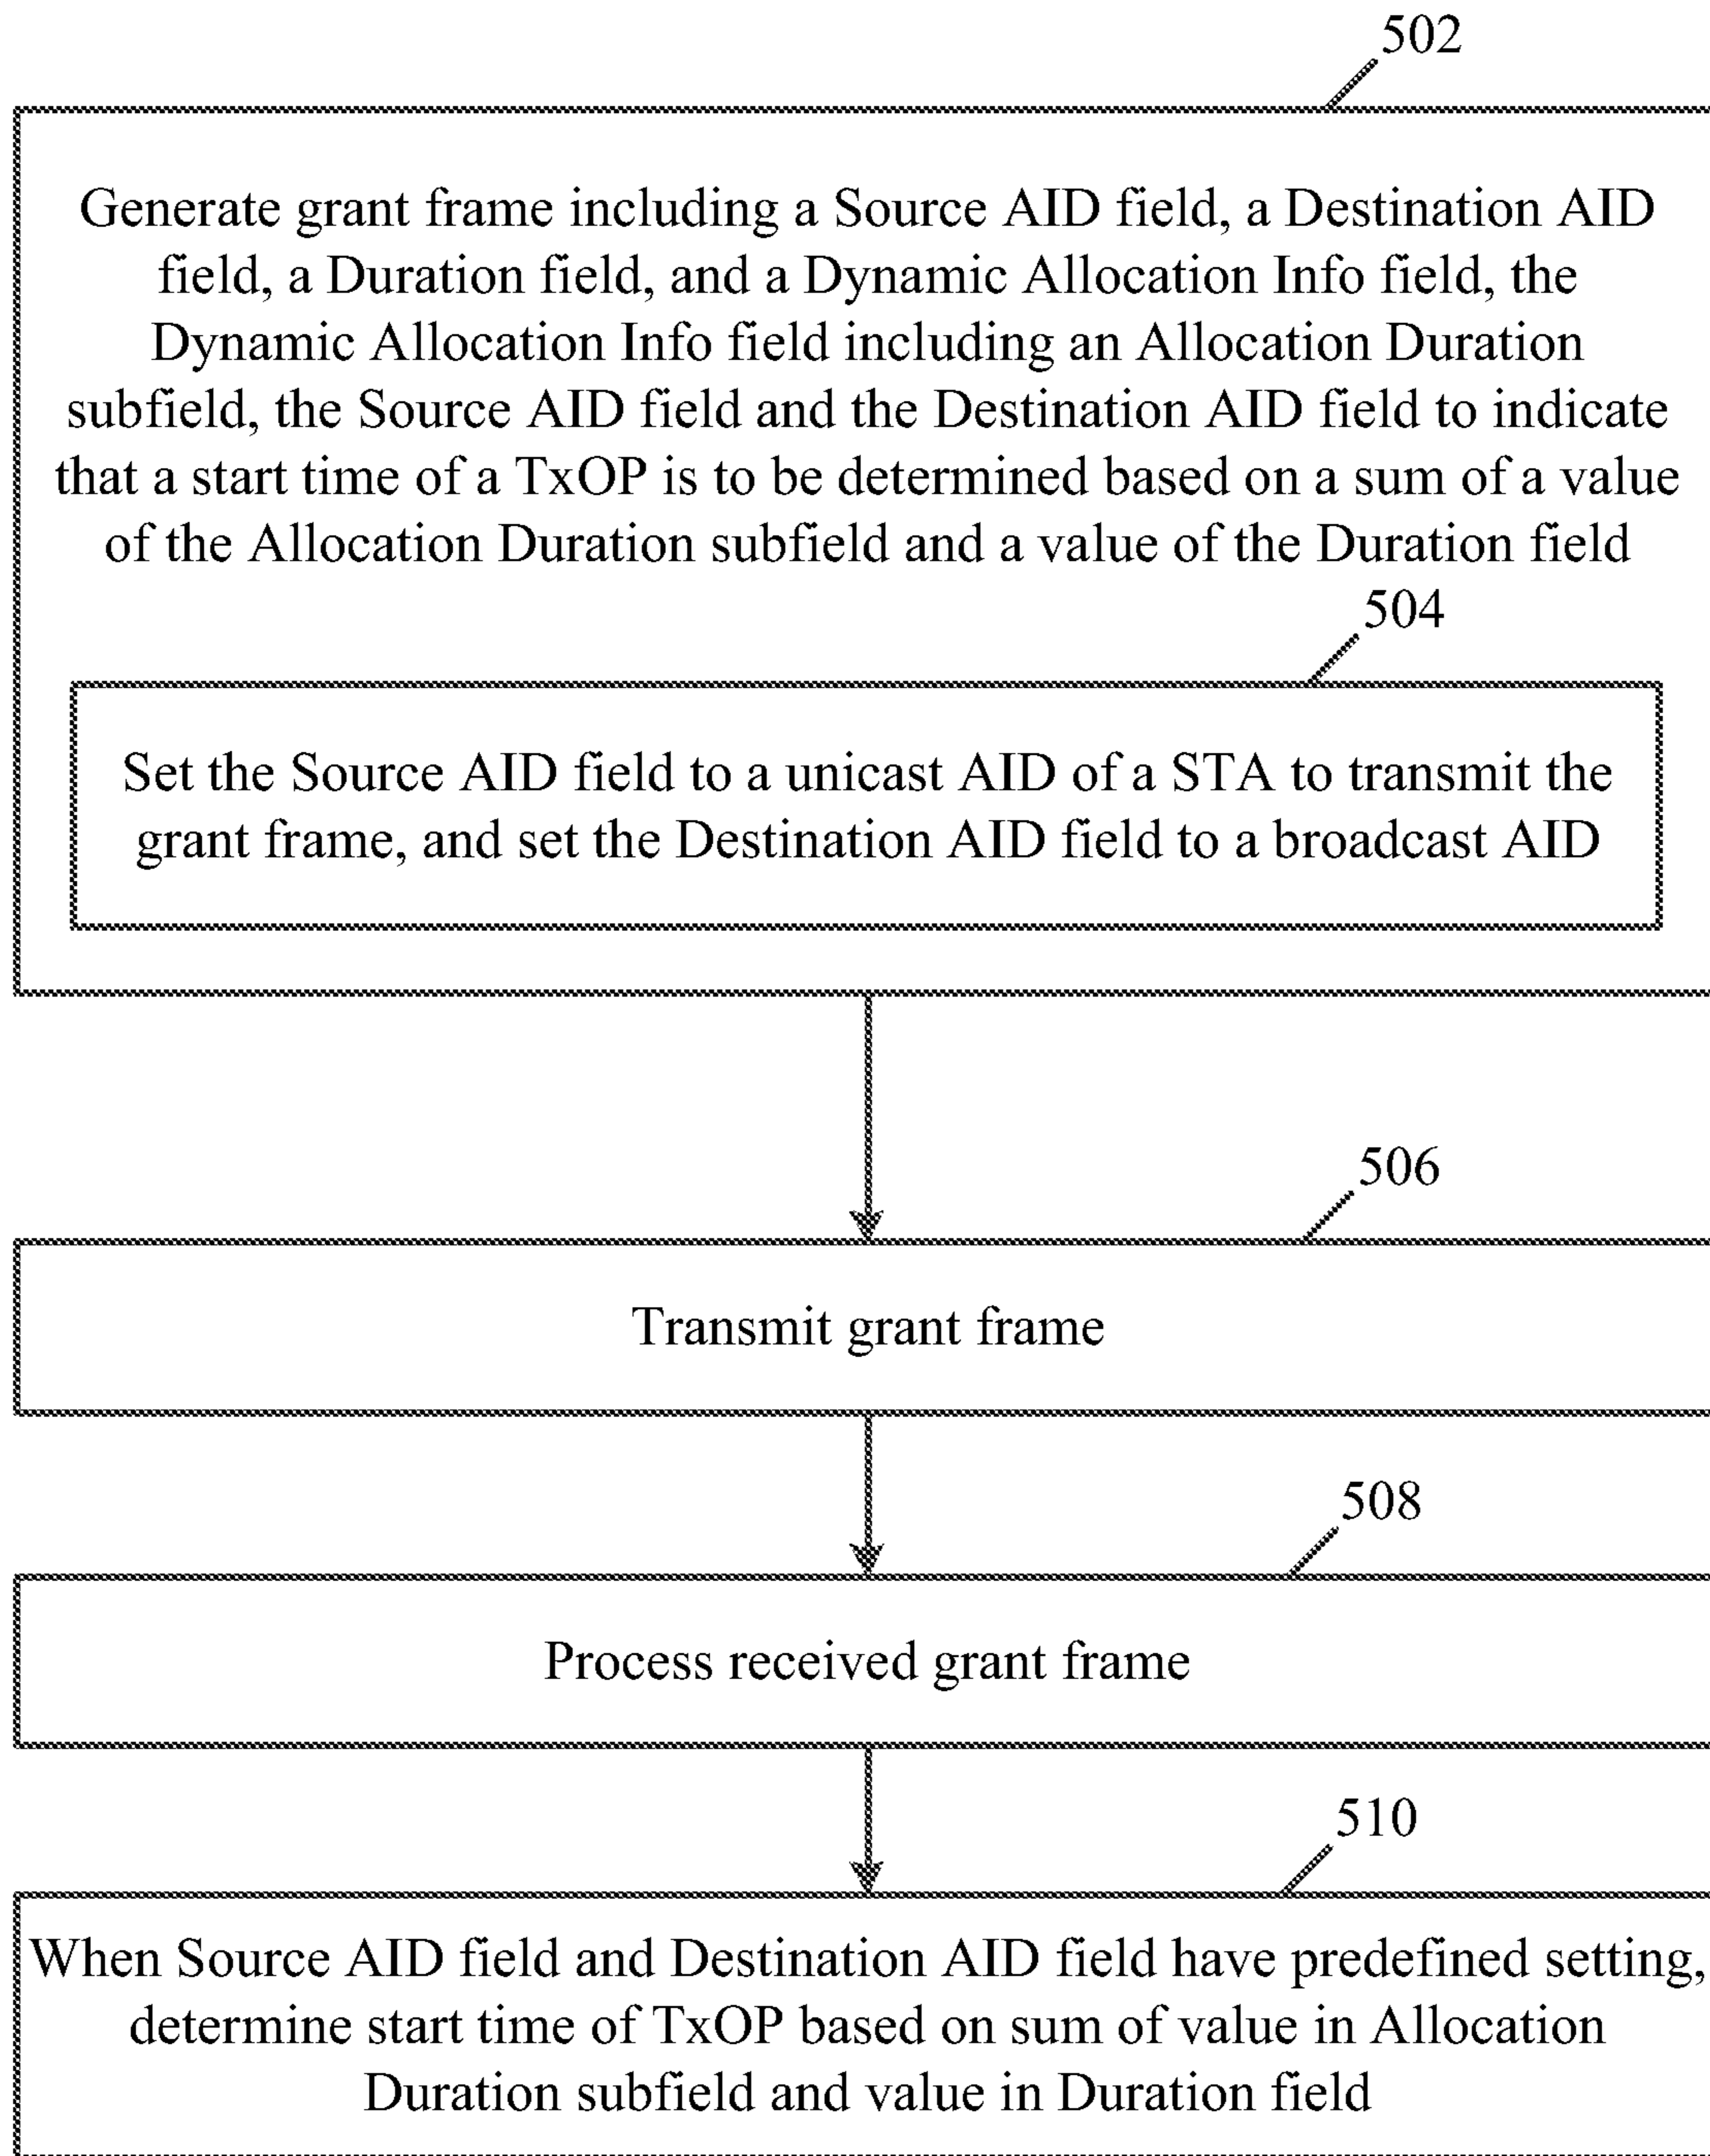 502
Generate grant frame including a Source AID field, a Destination AID
field, a Duration field, and a Dynamic Allocation Info field, the
Dynamic Allocation Info field including an Allocation Duration
subfield, the Source AID field and the Destination AID field to indicate
that a start time of a TxOP is to be determined based on a sum of a value
of the Allocation Duration subfield and a value of the Duration field
504
Set the Source AID field to a unicast AID of a STA to transmit the
grant frame, and set the Destination AID field to a broadcast AID
506
Transmit grant frame
508
Process received grant frame
510
When Source AID field and Destination AID field have predefined setting,
determine start time of TxOP based on sum of value in Allocation
Duration subfield and value in Duration field